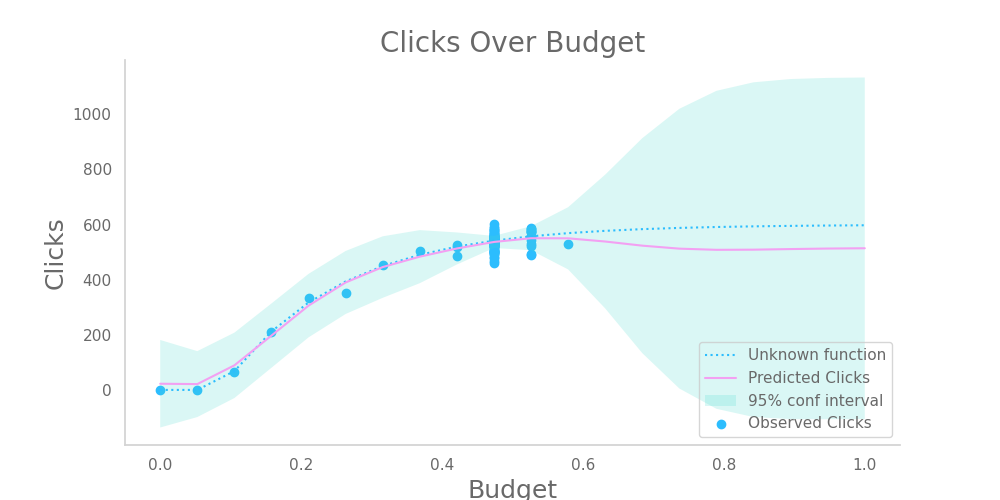 Clicks Over Budget
Clicks
1000
800
600
400
200
0
0.0 0.2 0.4 0.6 0.8 1.0
Budget
Unknown function
Predicted Clicks
95% conf interval
Observed Clicks